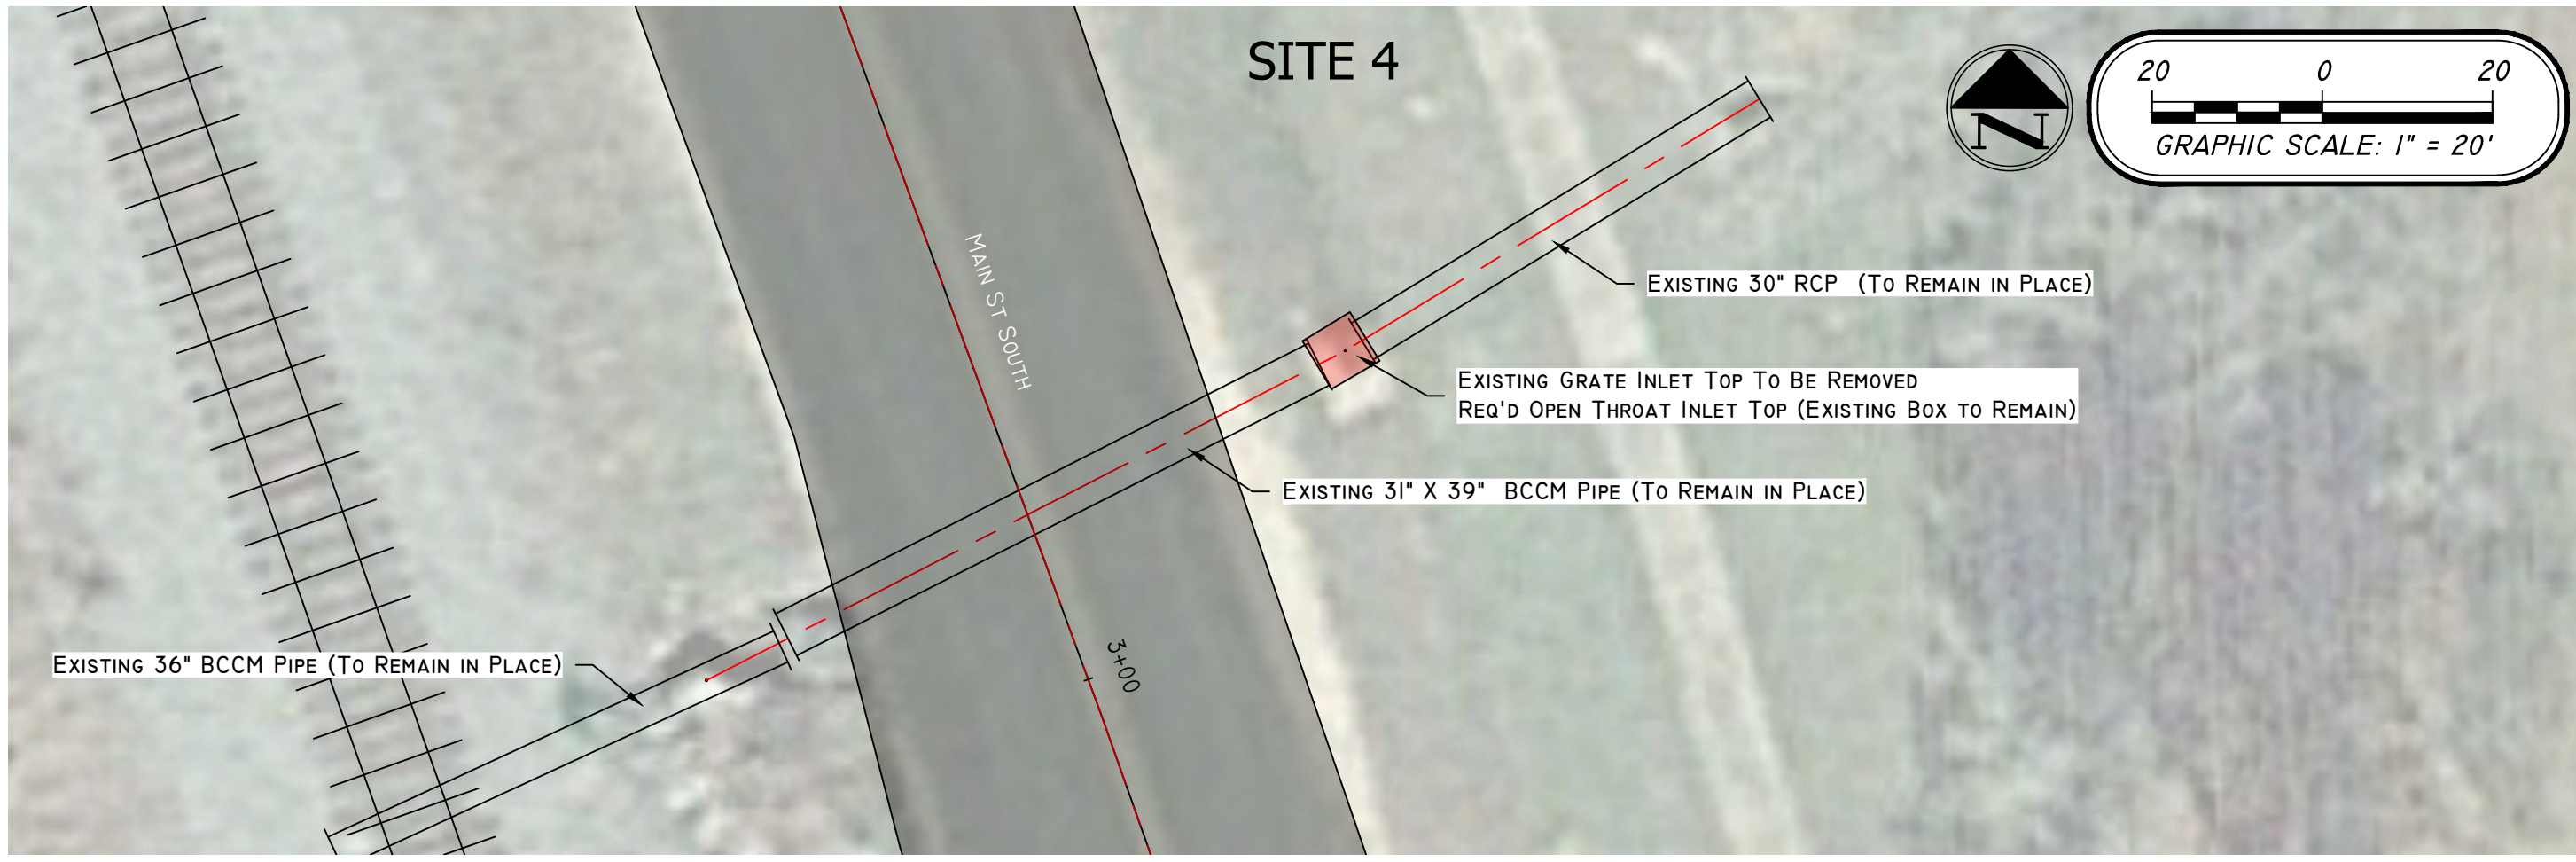 SITE 4
N
20 0 20
GRAPHIC SCALE: 1" = 20'
MAIN ST SOUTH
EXISTING 30" RCP (TO REMAIN IN PLACE)
EXISTING GRATE INLET TOP TO BE REMOVED
REQ'D OPEN THROAT INLET TOP (EXISTING BOX TO REMAIN)
EXISTING 31" X 39" BCCM PIPE (TO REMAIN IN PLACE)
EXISTING 36" BCCM PIPE (TO REMAIN IN PLACE)
3+00